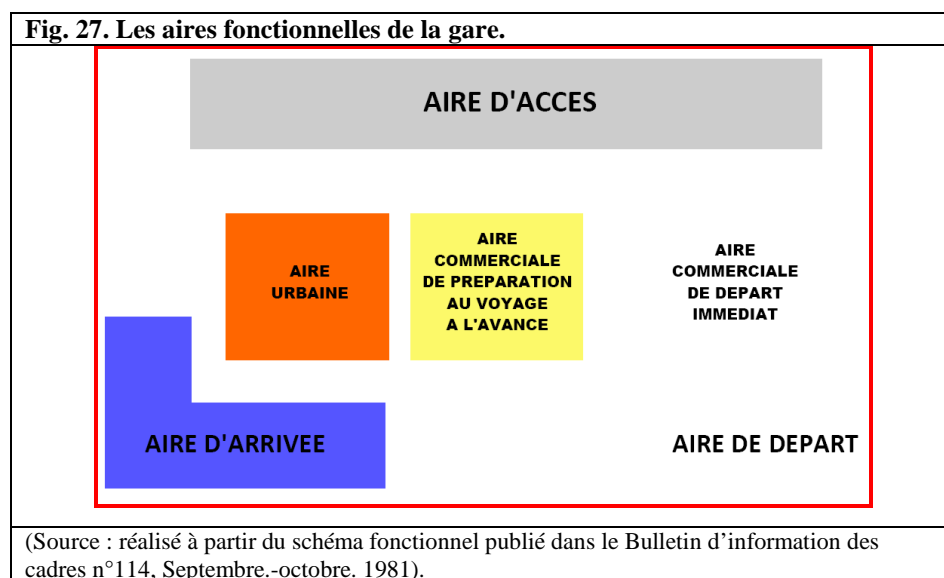 Fig. 27. Les aires fonctionnelles de la gare.
AIRE D'ACCES
AIRE
URBAINE
AIRE
COMMERCIALE
DE PREPARATION
AU VOYAGE
A L'AVANCE
AIRE
COMMERCIALE
DE DEPART
IMMEDIAT
AIRE D'ARRIVEE
AIRE DE DEPART
(Source : réalisé à partir du schéma fonctionnel publié dans le Bulletin d’information des
cadres n°114, Septembre.-octobre. 1981).